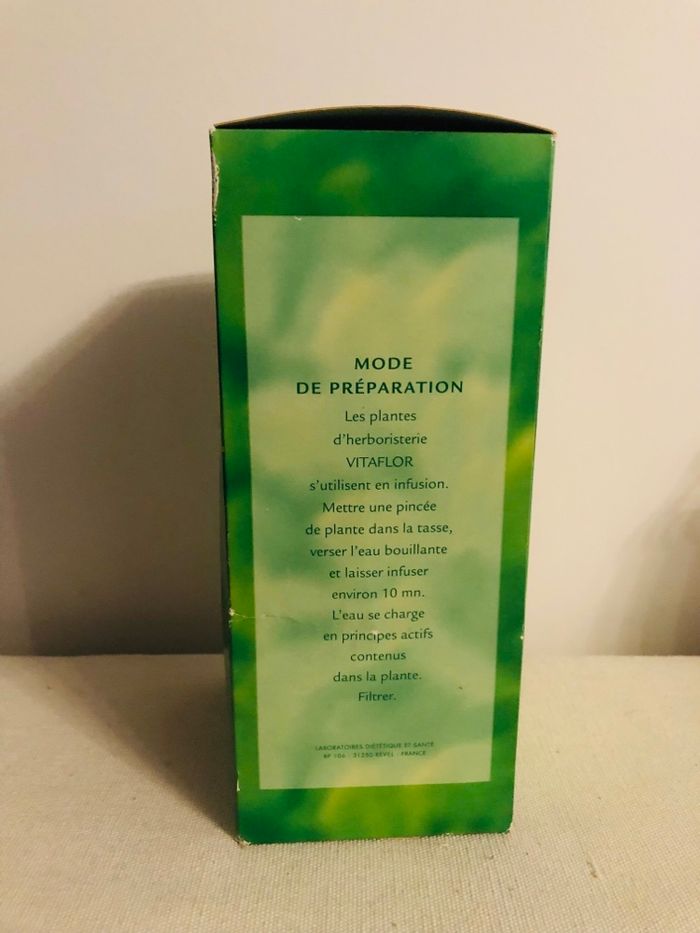 MODE
DE PRÉPARATION
Les plantes
d'herboristerie
VITAFLOR
s'utilisent en infusion.
Mettre une pincée
de plante dans la tasse,
verser l'eau bouillante
et laisser infuser
environ 10 mn.
L'eau se charge
en principes actifs
contenus
dans la plante.
Filtrer.
LABORATOIRES DIÉTÉTIQUE ET SANTÉ
BP 106 - 31250 REVEL - FRANCE